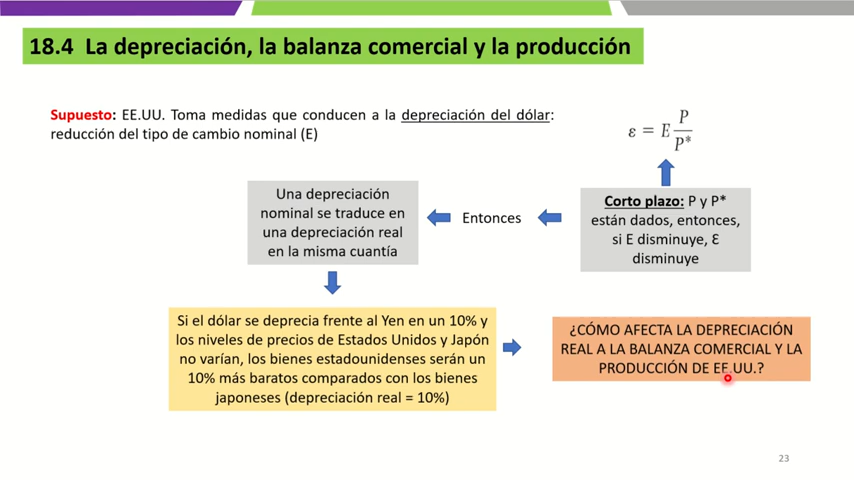 18.4 La depreciación, la balanza comercial y la producción
Supuesto: EE.UU. Toma medidas que conducen a la depreciación del dólar:
reducción del tipo de cambio nominal (E)
ε = E P/P*
Una depreciación
nominal se traduce en
una depreciación real
en la misma cuantía
Entonces
Corto plazo: P y P*
están dados, entonces,
si E disminuye, Ɛ
disminuye
Si el dólar se deprecia frente al Yen en un 10% y
los niveles de precios de Estados Unidos y Japón
no varían, los bienes estadounidenses serán un
10% más baratos comparados con los bienes
japoneses (depreciación real = 10%)
¿CÓMO AFECTA LA DEPRECIACIÓN
REAL A LA BALANZA COMERCIAL Y LA
PRODUCCIÓN DE EE.UU.?
23